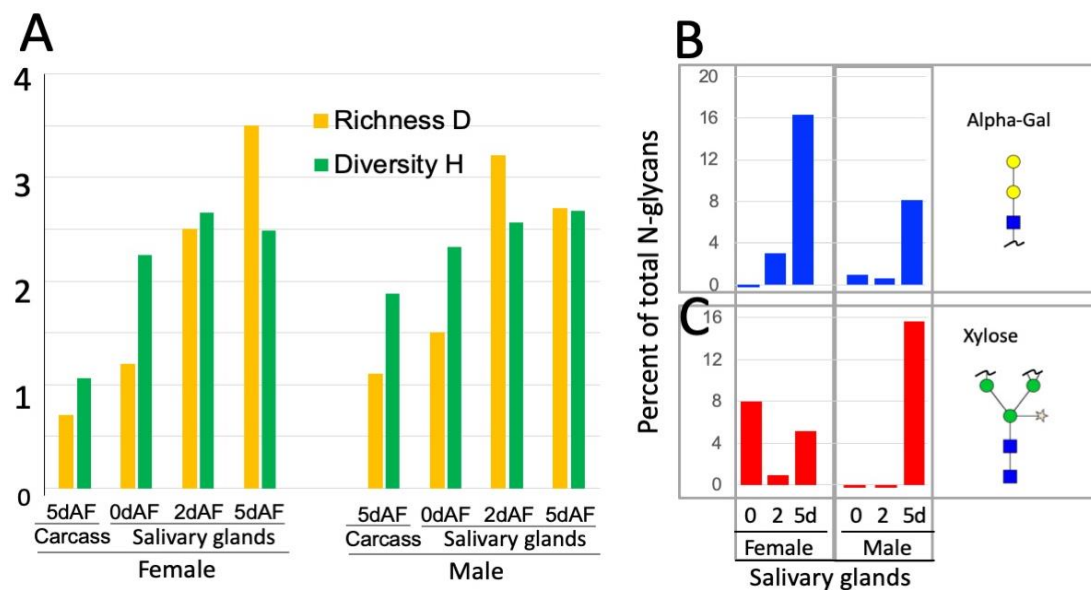 A
4
3
2
1
0
Richness D
Diversity H
5dAF 0dAF 2dAF 5dAF
Carcass Salivary glands
Female
5dAF 0dAF 2dAF 5dAF
Carcass Salivary glands
Male
B
Percent of total N-glycans
20
16
12
8
4
0
Alpha-Gal
C
16
12
8
4
0
Xylose
0 2 5d 0 2 5d
Female Male
Salivary glands